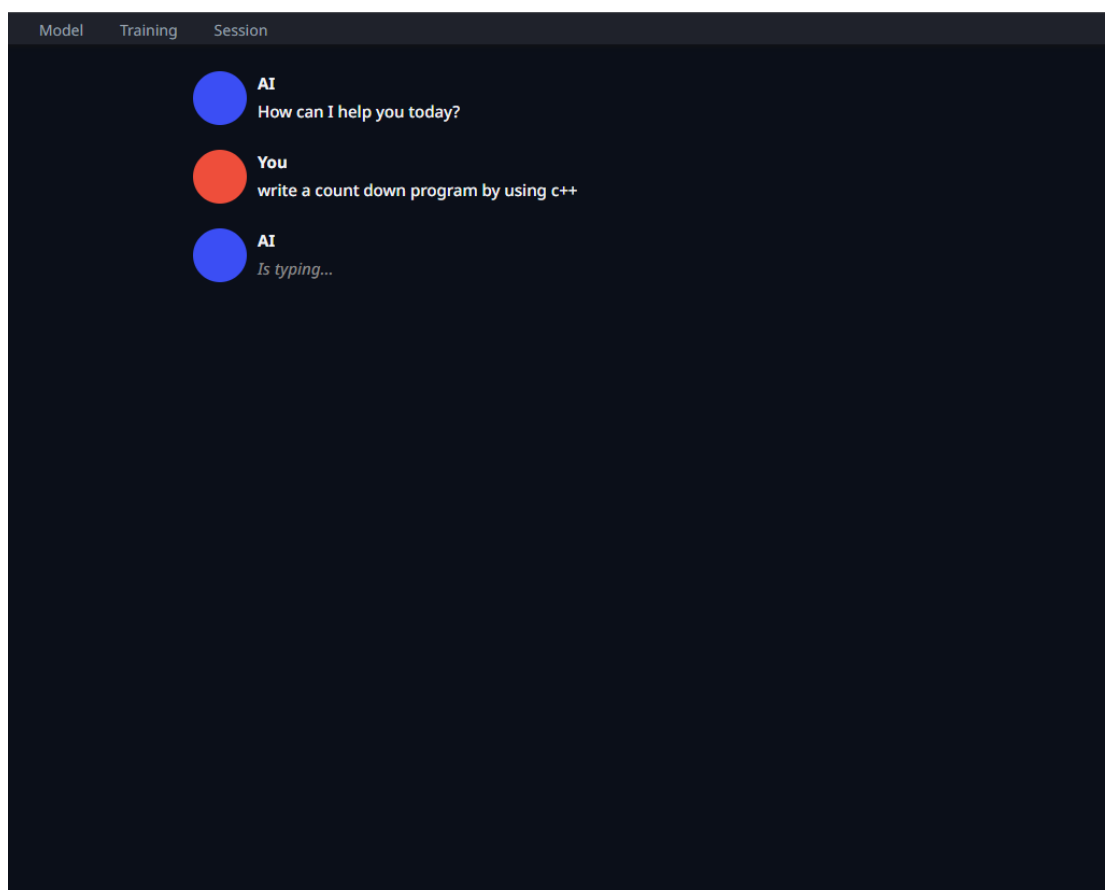 Model Training Session
AI
How can I help you today?
You
write a count down program by using c++
AI
Is typing...